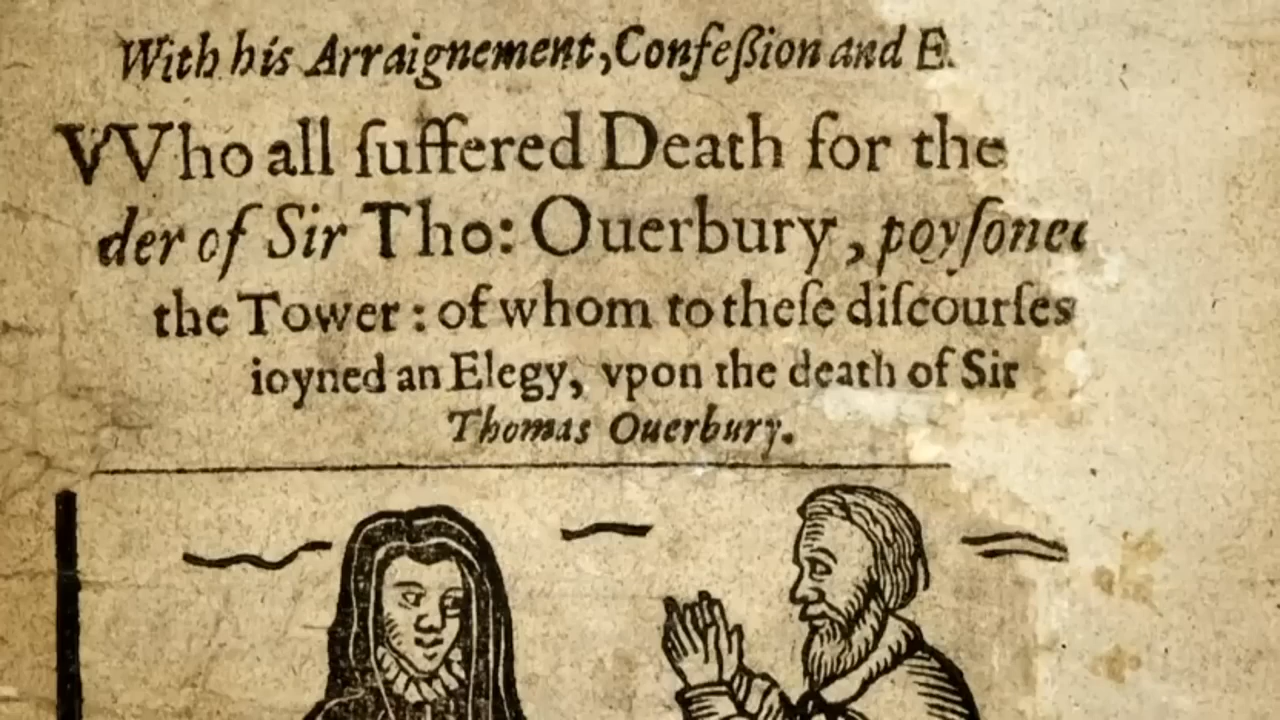 With his Arraignement, Confeßion and E.
VVho all ſuffered Death for the
der of Sir Tho: Ouerbury, poyſone
the Tower: of whom to theſe diſcourſes
ioyned an Elegy, vpon the death of Sir
Thomas Ouerbury.